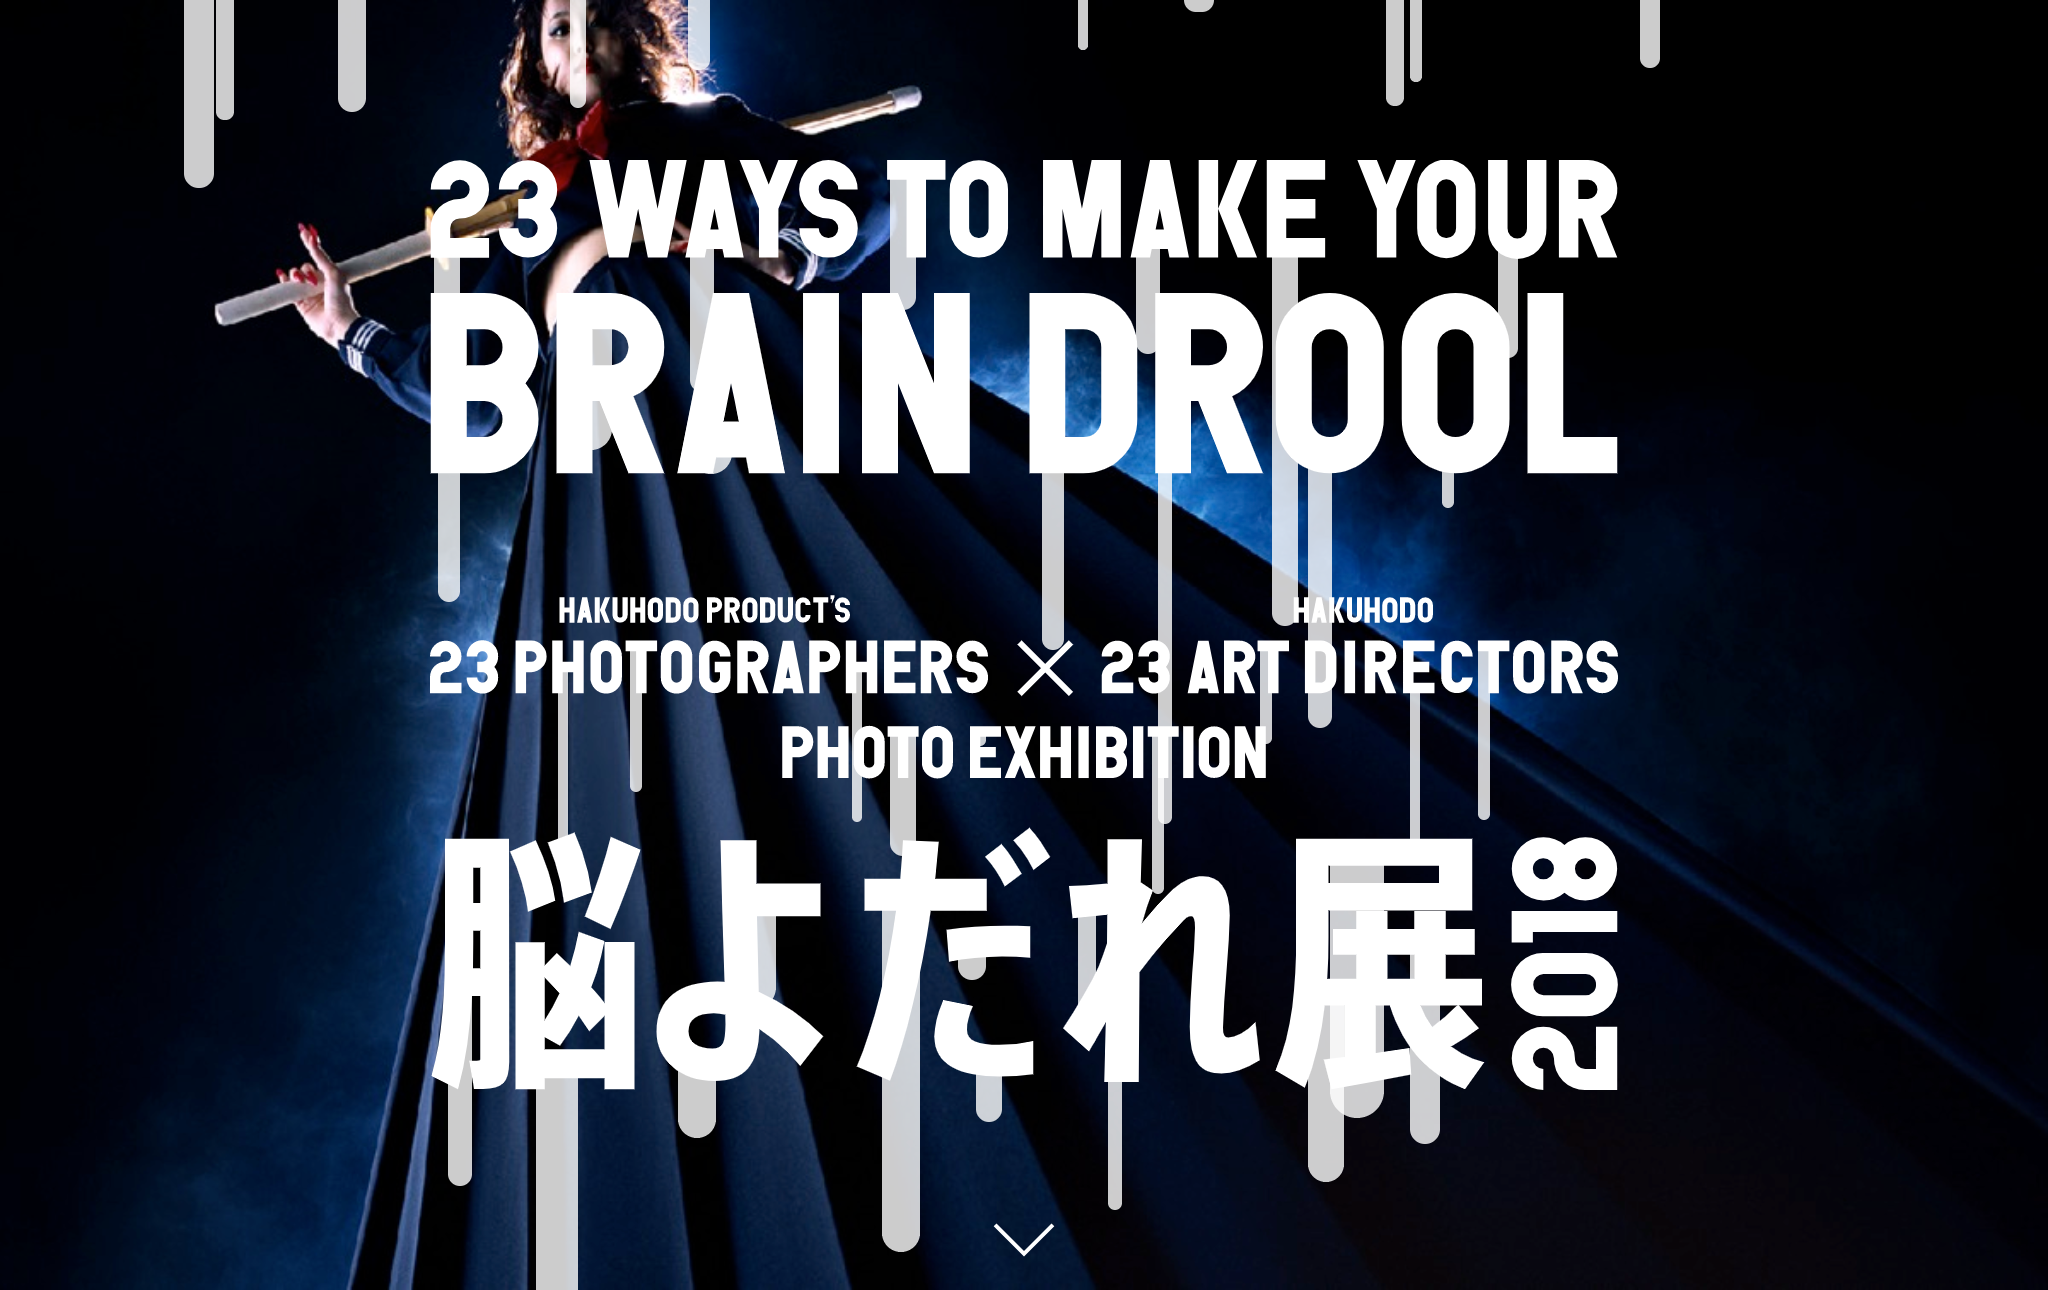 23 WAYS TO MAKE YOUR
BRAIN DROOL
HAKUHODO PRODUCT'S
23 PHOTOGRAPHERS × HAKUHODO
23 ART DIRECTORS
PHOTO EXHIBITION
脳よだれ展 2018